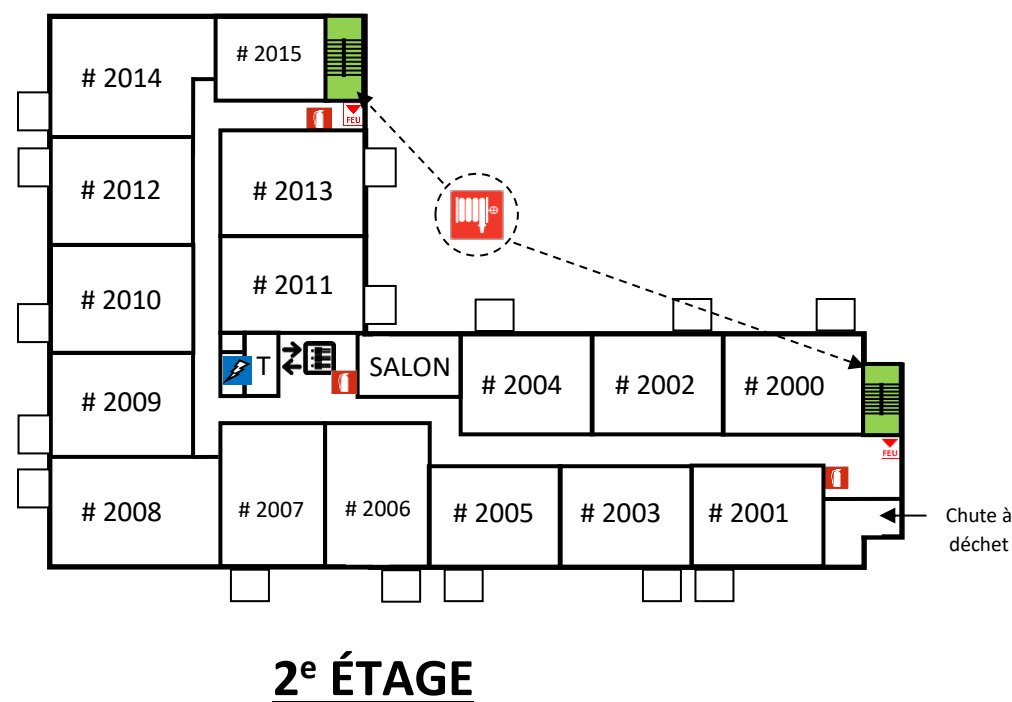 # 2014
# 2015
FEU
# 2012
# 2013
# 2010
# 2011
T
SALON
# 2009
# 2004
# 2002
# 2000
FEU
# 2008
# 2007
# 2006
# 2005
# 2003
# 2001
Chute à
déchet
2e ÉTAGE